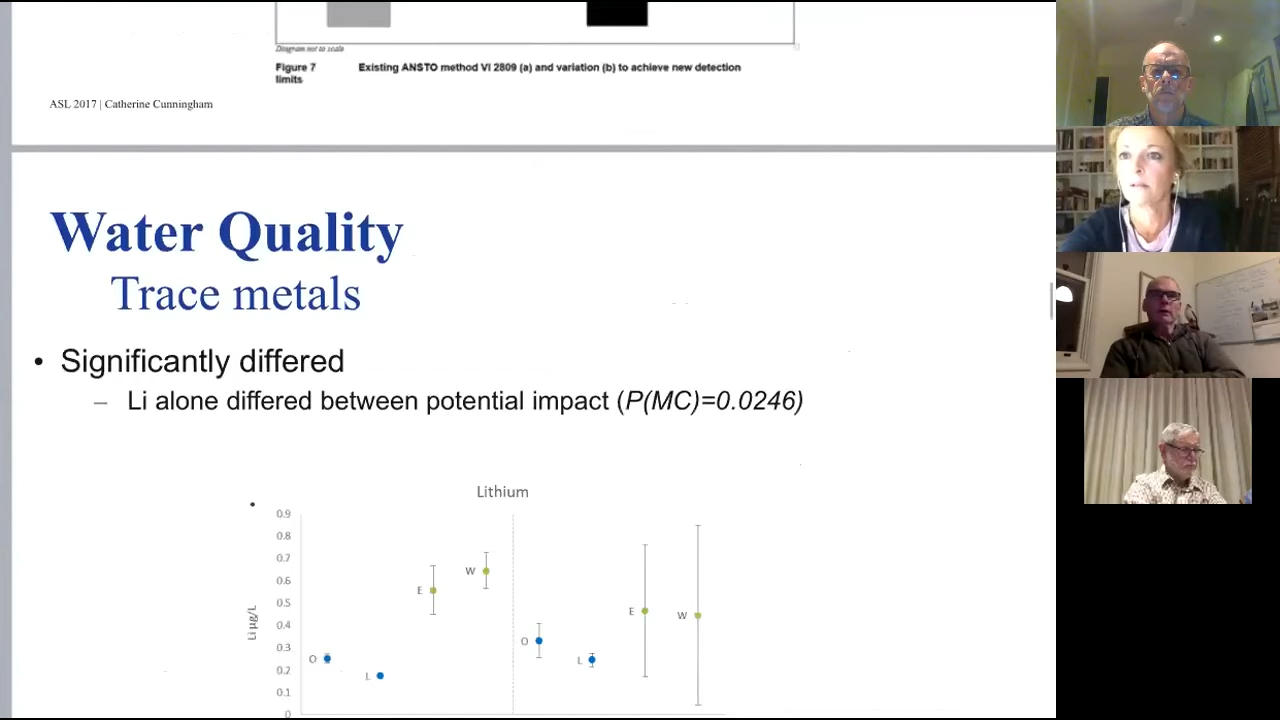 Diagram not to scale
Figure 7 Existing ANSTO method VI 2809 (a) and variation (b) to achieve new detection
limits
ASL 2017 | Catherine Cunningham
Water Quality
Trace metals
• Significantly differed
– Li alone differed between potential impact (P(MC)=0.0246)
•
Lithium
Li µg/L
0.9
0.8
0.7
0.6
0.5
0.4
0.3
0.2
0.1
0
O
L
E
W
O
L
E
W